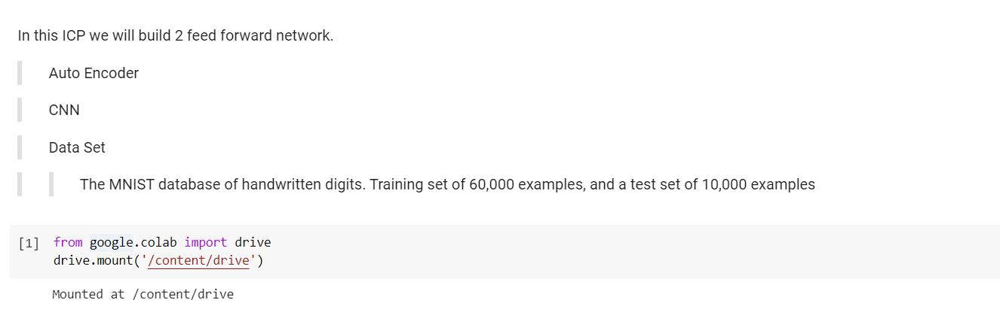 In this ICP we will build 2 feed forward network.
Auto Encoder
CNN
Data Set
The MNIST database of handwritten digits. Training set of 60,000 examples, and a test set of 10,000 examples
[1] from google.colab import drive
drive.mount('/content/drive')
Mounted at /content/drive